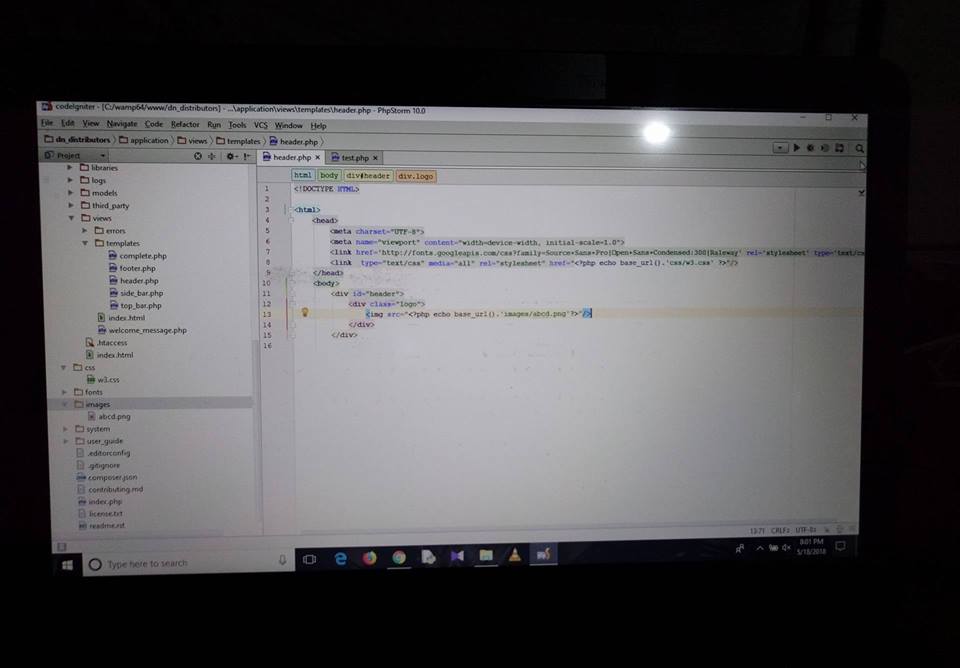 codeIgniter - [C:/wamp64/www/dn_distributors] - ...\application\views\templates\header.php - PhpStorm 10.0
File Edit View Navigate Code Refactor Run Tools VCS Window Help
dn_distributors application views templates header.php
Project
header.php × test.php ×
html body div#header div.logo
libraries
logs
models
third_party
views
errors
templates
complete.php
footer.php
header.php
side_bar.php
top_bar.php
index.html
welcome_message.php
.htaccess
index.html
css
w3.css
fonts
images
abcd.png
system
user_guide
.editorconfig
.gitignore
composer.json
contributing.md
index.php
license.txt
readme.rst
1 <!DOCTYPE HTML>
2
3 <html>
4 <head>
5 <meta charset="UTF-8">
6 <meta name="viewport" content="width=device-width, initial-scale=1.0">
7 <link href='http://fonts.googleapis.com/css?family=Source+Sans+Pro|Open+Sans+Condensed:300|Raleway' rel='stylesheet' type='text/cs
8 <link type="text/css" media="all" rel="stylesheet" href="<?php echo base_url().'css/w3.css' ?>"/>
9 </head>
10 <body>
11 <div id="header">
12 <div class="logo">
13 <img src="<?php echo base_url().'images/abcd.png'?>"/>
14 </div>
15 </div>
16
13:71 CRLF: UTF-8
Type here to search
8:01 PM
5/18/2018